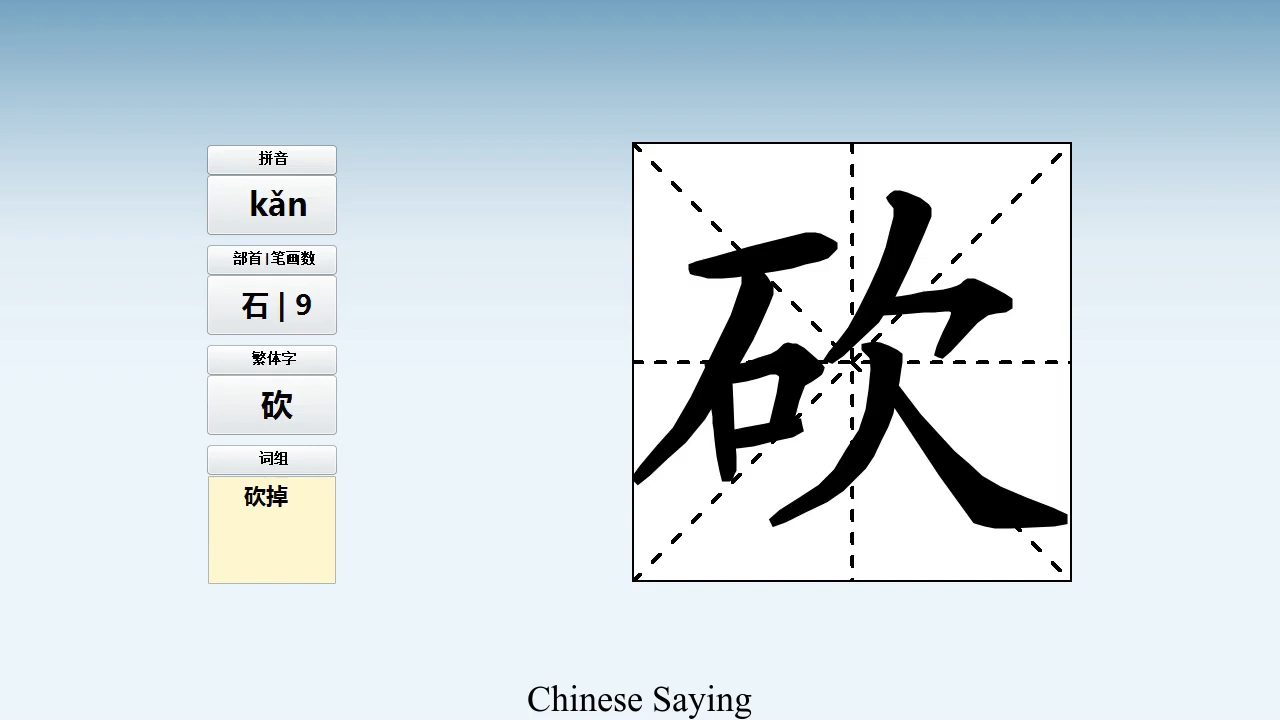 拼音
kǎn
部首|笔画数
石 | 9
繁体字
砍
词组
砍掉
砍
Chinese Saying